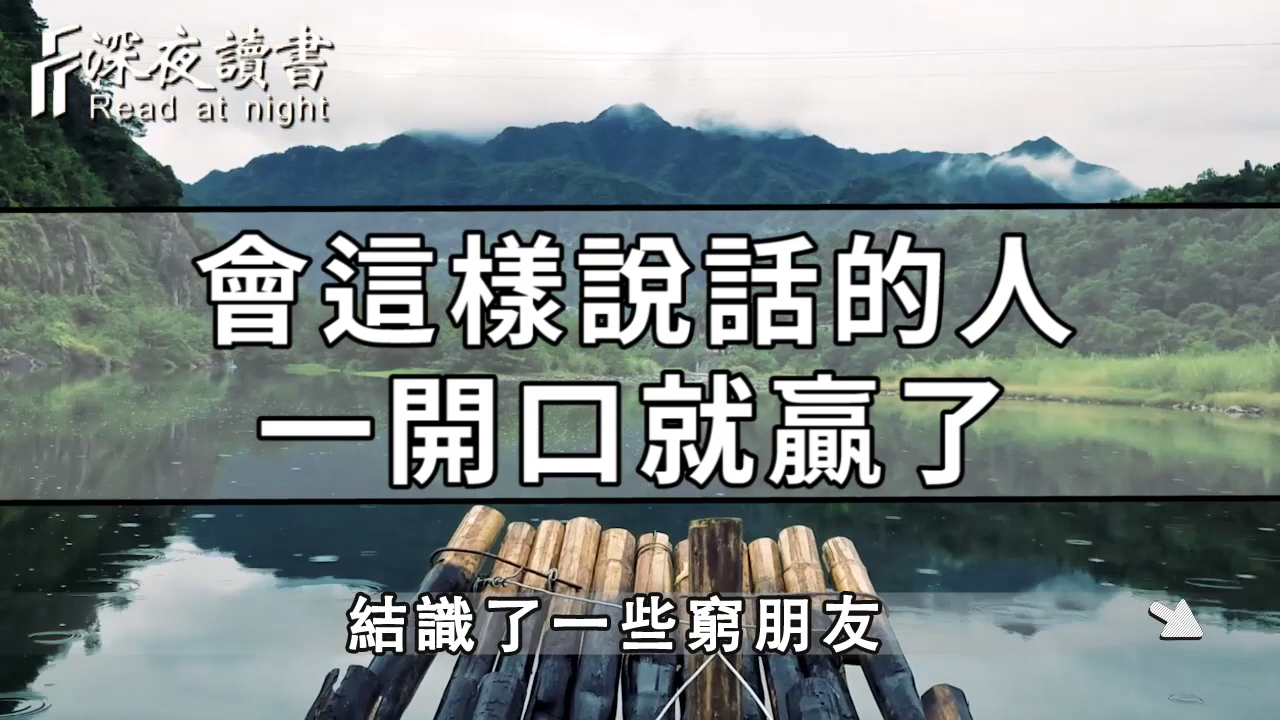 深夜讀書
Read at night
會這樣說話的人
一開口就贏了
結識了一些窮朋友